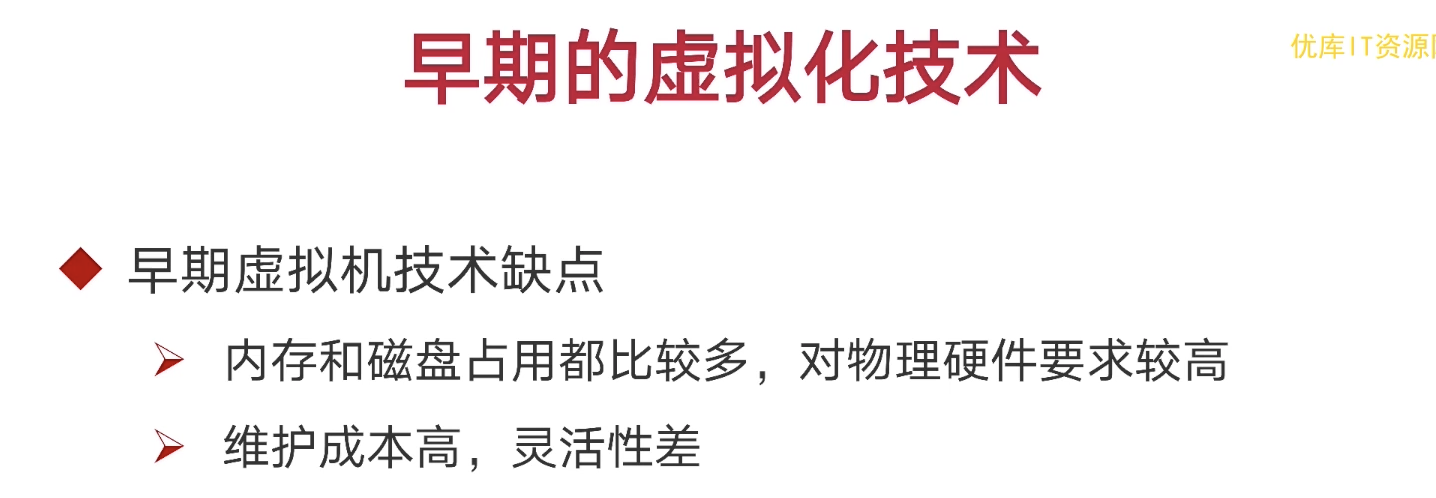 早期的虚拟化技术
优库IT资源
早期虚拟机技术缺点
内存和磁盘占用都比较多，对物理硬件要求较高
维护成本高，灵活性差